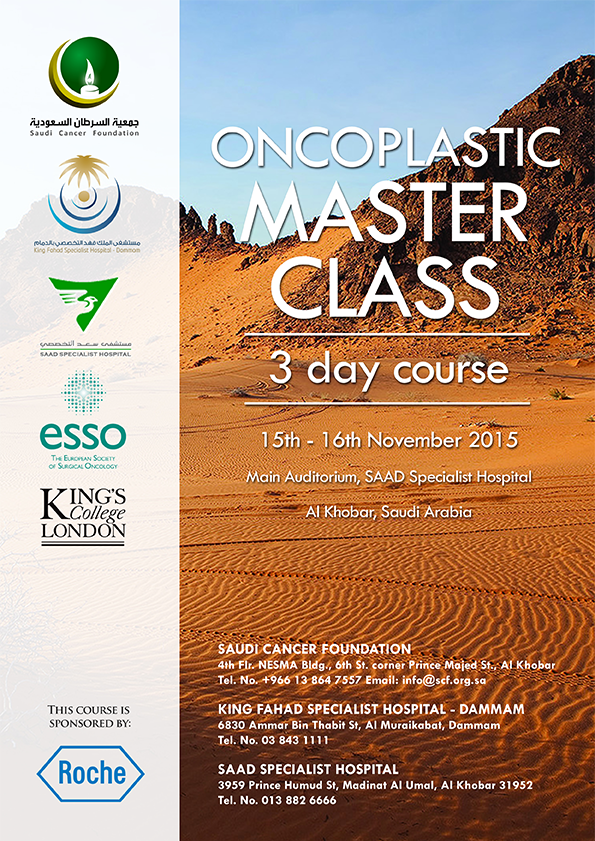 جمعية السرطان السعودية
Saudi Cancer Foundation
مستشفى الملك فهد التخصصي بالدمام
King Fahad Specialist Hospital - Dammam
مستشفى سعد التخصصي
SAAD SPECIALIST HOSPITAL
esso
THE EUROPEAN SOCIETY
OF SURGICAL ONCOLOGY
KING'S
College
LONDON
THIS COURSE IS
SPONSORED BY:
Roche
ONCOPLASTIC
MASTER
CLASS
3 day course
15th - 16th November 2015
Main Auditorium, SAAD Specialist Hospital
Al Khobar, Saudi Arabia
SAUDI CANCER FOUNDATION
4th Flr. NESMA Bldg., 6th St. corner Prince Majed St., Al Khobar
Tel. No. +966 13 864 7557 Email: info@scf.org.sa
KING FAHAD SPECIALIST HOSPITAL - DAMMAM
6830 Ammar Bin Thabit St, Al Muraikabat, Dammam
Tel. No. 03 843 1111
SAAD SPECIALIST HOSPITAL
3959 Prince Humud St, Madinat Al Umal, Al Khobar 31952
Tel. No. 013 882 6666